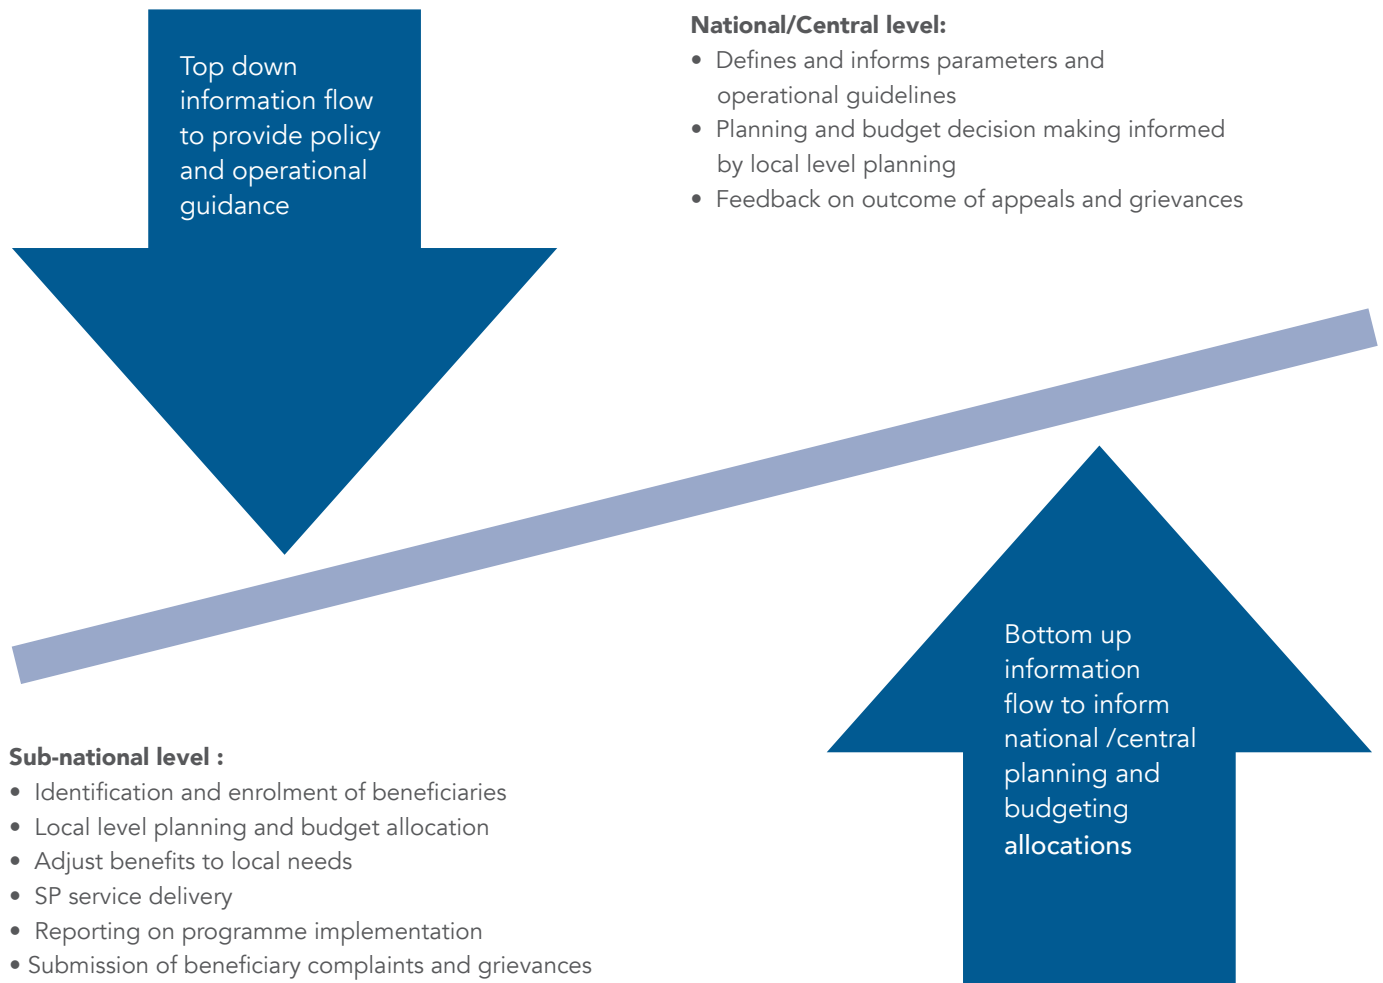 Top down
information flow
to provide policy
and operational
guidance
National/Central level:
• Defines and informs parameters and
operational guidelines
• Planning and budget decision making informed
by local level planning
• Feedback on outcome of appeals and grievances
Sub-national level :
• Identification and enrolment of beneficiaries
• Local level planning and budget allocation
• Adjust benefits to local needs
• SP service delivery
• Reporting on programme implementation
• Submission of beneficiary complaints and grievances
Bottom up
information
flow to inform
national /central
planning and
budgeting
allocations